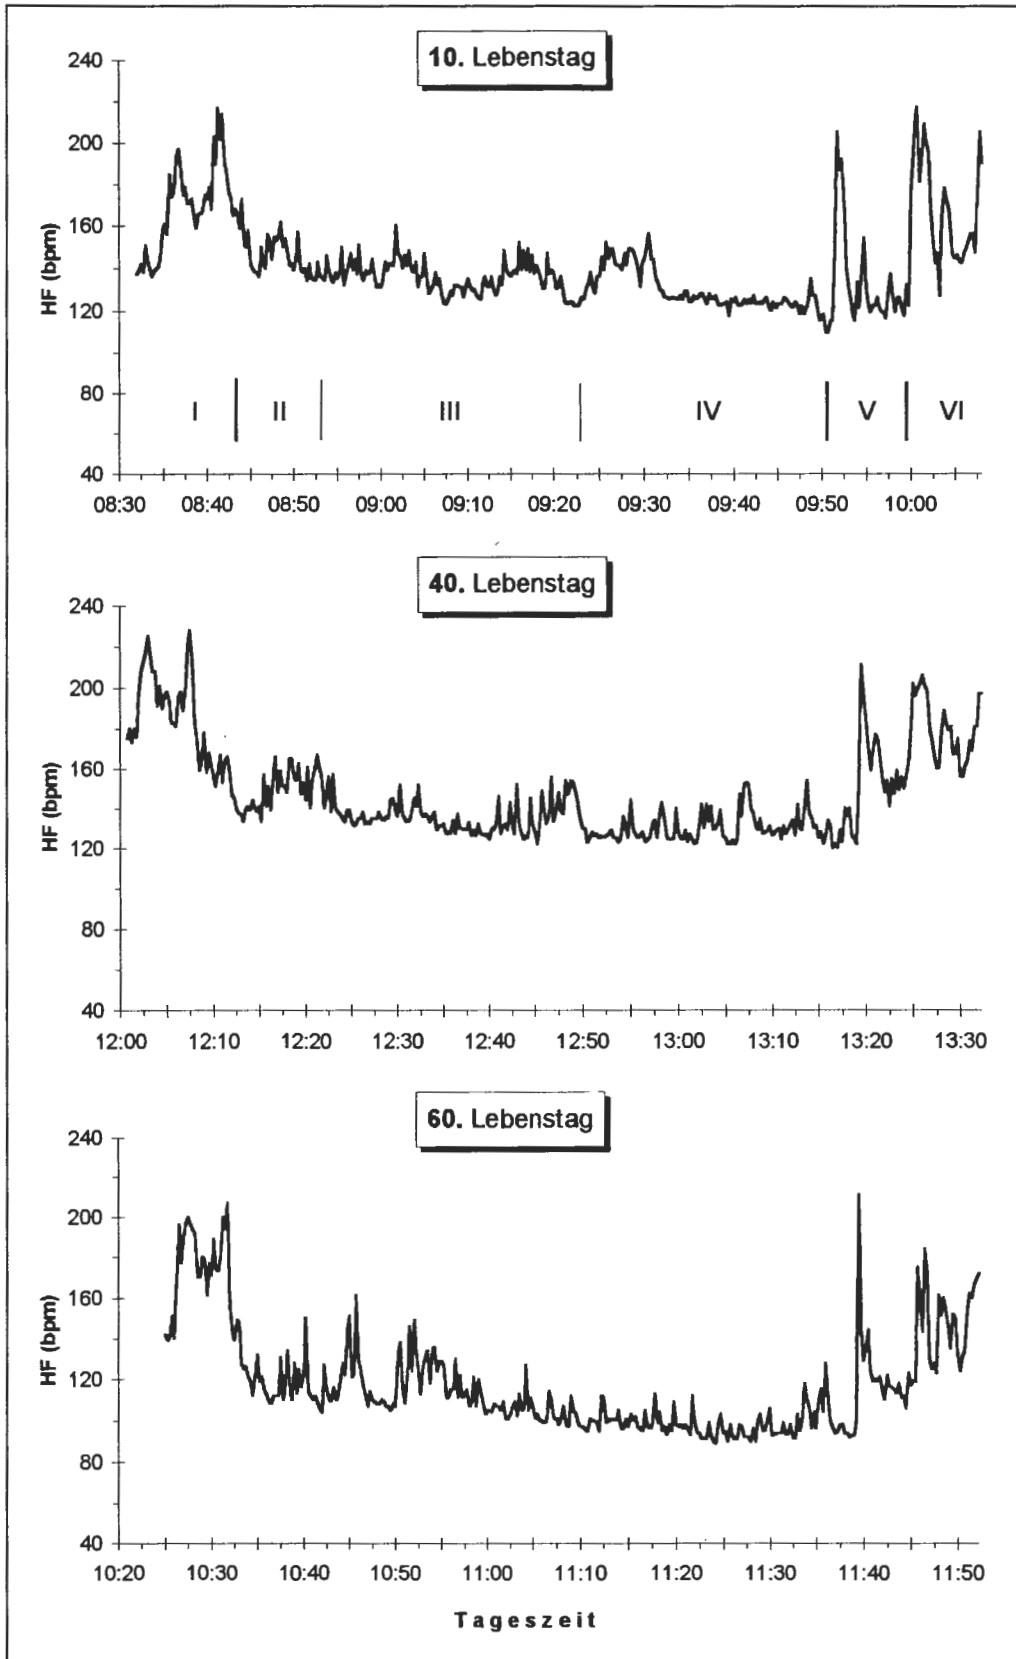 10. Lebenstag
240
200
160
120
80
40
HF (bpm)
I II III IV V VI
08:30 08:40 08:50 09:00 09:10 09:20 09:30 09:40 09:50 10:00
40. Lebenstag
240
200
160
120
80
40
HF (bpm)
12:00 12:10 12:20 12:30 12:40 12:50 13:00 13:10 13:20 13:30
60. Lebenstag
240
200
160
120
80
40
HF (bpm)
10:20 10:30 10:40 10:50 11:00 11:10 11:20 11:30 11:40 11:50
Tageszeit